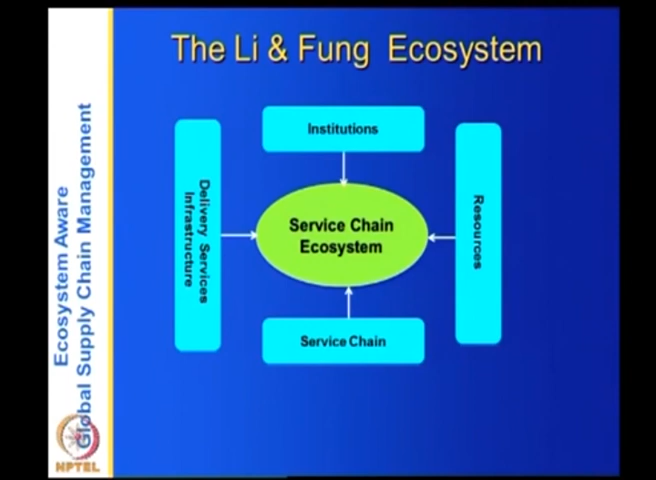 The Li & Fung Ecosystem
Institutions
Delivery Services
Infrastructure
Service Chain
Ecosystem
Resources
Service Chain
Ecosystem Aware
Global Supply Chain Management
NPTEL